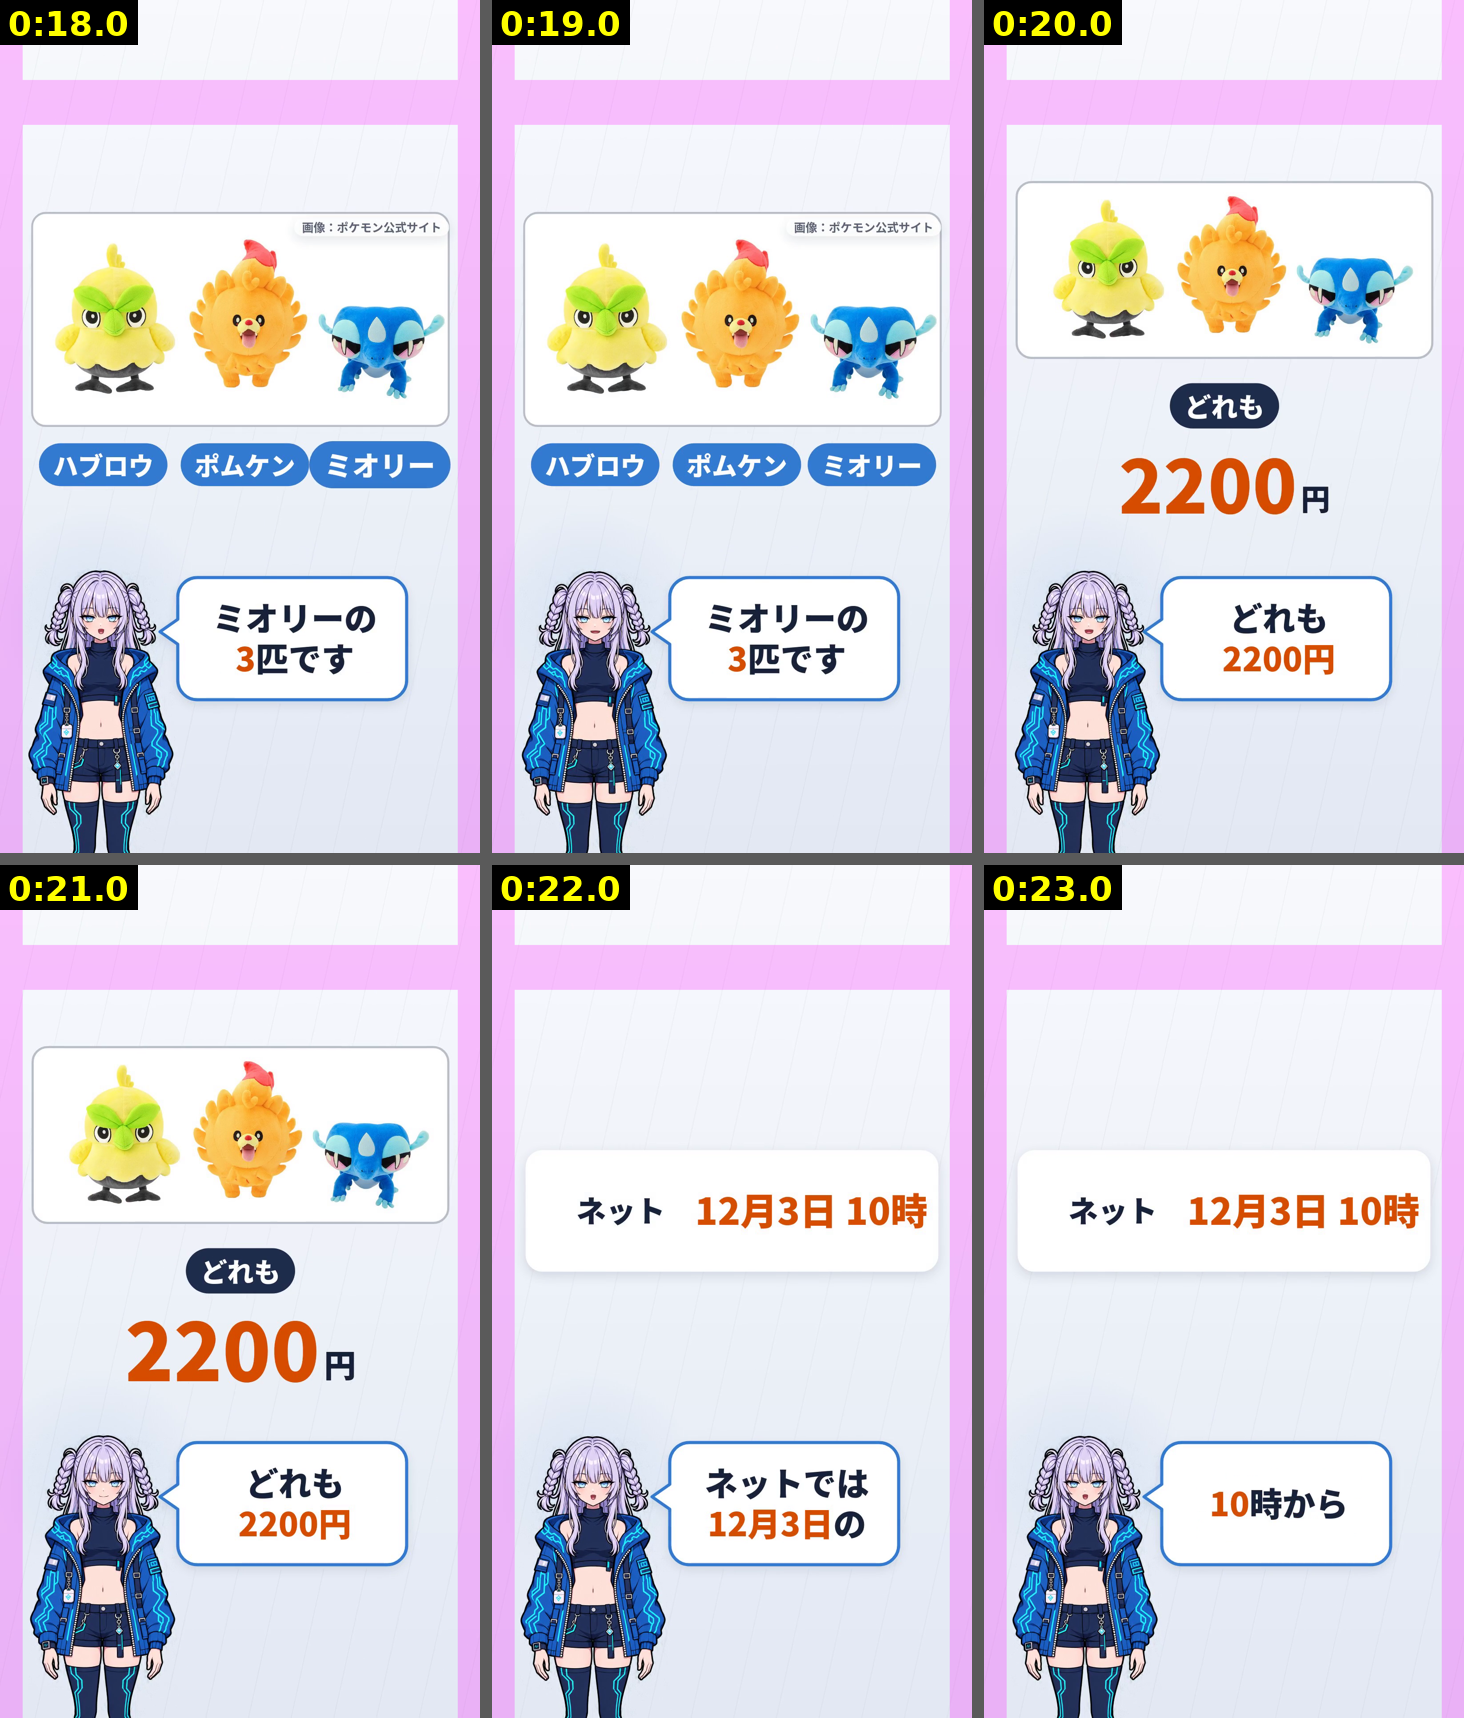 0:18.0
画像：ポケモン公式サイト
ハブロウ ポムケン ミオリー
ミオリーの
3匹です
0:19.0
画像：ポケモン公式サイト
ハブロウ ポムケン ミオリー
ミオリーの
3匹です
0:20.0
どれも
2200円
どれも
2200円
0:21.0
どれも
2200円
どれも
2200円
0:22.0
ネット 12月3日 10時
ネットでは
12月3日の
0:23.0
ネット 12月3日 10時
10時から